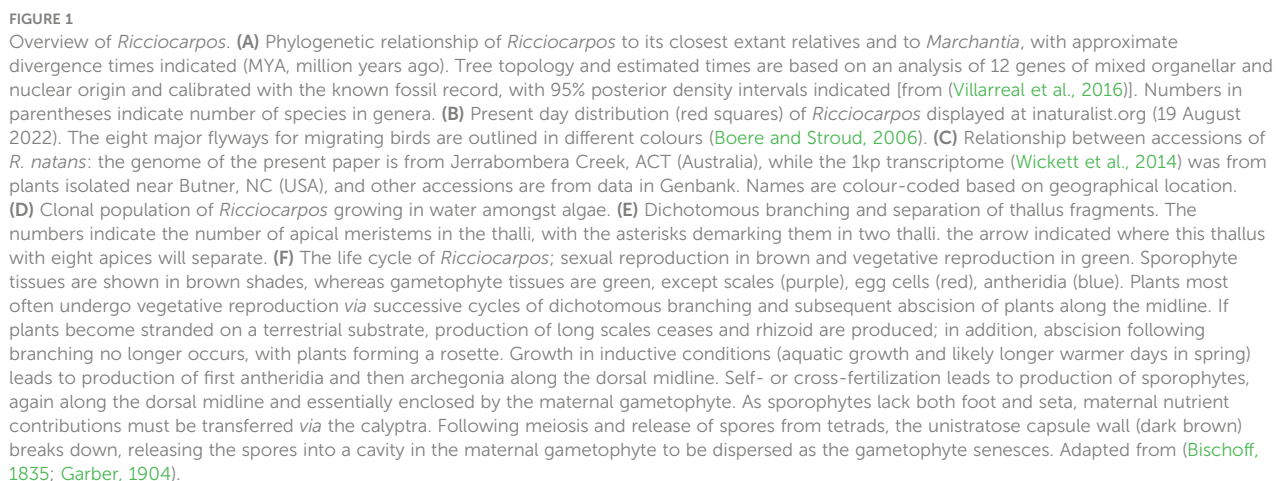 FIGURE 1
Overview of Ricciocarpos. (A) Phylogenetic relationship of Ricciocarpos to its closest extant relatives and to Marchantia, with approximate
divergence times indicated (MYA, million years ago). Tree topology and estimated times are based on an analysis of 12 genes of mixed organellar and
nuclear origin and calibrated with the known fossil record, with 95% posterior density intervals indicated [from (Villarreal et al., 2016)]. Numbers in
parentheses indicate number of species in genera. (B) Present day distribution (red squares) of Ricciocarpos displayed at inaturalist.org (19 August
2022). The eight major flyways for migrating birds are outlined in different colours (Boere and Stroud, 2006). (C) Relationship between accessions of
R. natans: the genome of the present paper is from Jerrabombera Creek, ACT (Australia), while the 1kp transcriptome (Wickett et al., 2014) was from
plants isolated near Butner, NC (USA), and other accessions are from data in Genbank. Names are colour-coded based on geographical location.
(D) Clonal population of Ricciocarpos growing in water amongst algae. (E) Dichotomous branching and separation of thallus fragments. The
numbers indicate the number of apical meristems in the thalli, with the asterisks demarking them in two thalli. the arrow indicated where this thallus
with eight apices will separate. (F) The life cycle of Ricciocarpos; sexual reproduction in brown and vegetative reproduction in green. Sporophyte
tissues are shown in brown shades, whereas gametophyte tissues are green, except scales (purple), egg cells (red), antheridia (blue). Plants most
often undergo vegetative reproduction via successive cycles of dichotomous branching and subsequent abscision of plants along the midline. If
plants become stranded on a terrestrial substrate, production of long scales ceases and rhizoid are produced; in addition, abscision following
branching no longer occurs, with plants forming a rosette. Growth in inductive conditions (aquatic growth and likely longer warmer days in spring)
leads to production of first antheridia and then archegonia along the dorsal midline. Self- or cross-fertilization leads to production of sporophytes,
again along the dorsal midline and essentially enclosed by the maternal gametophyte. As sporophytes lack both foot and seta, maternal nutrient
contributions must be transferred via the calyptra. Following meiosis and release of spores from tetrads, the unistratose capsule wall (dark brown)
breaks down, releasing the spores into a cavity in the maternal gametophyte to be dispersed as the gametophyte senesces. Adapted from (Bischoff,
1835; Garber, 1904).